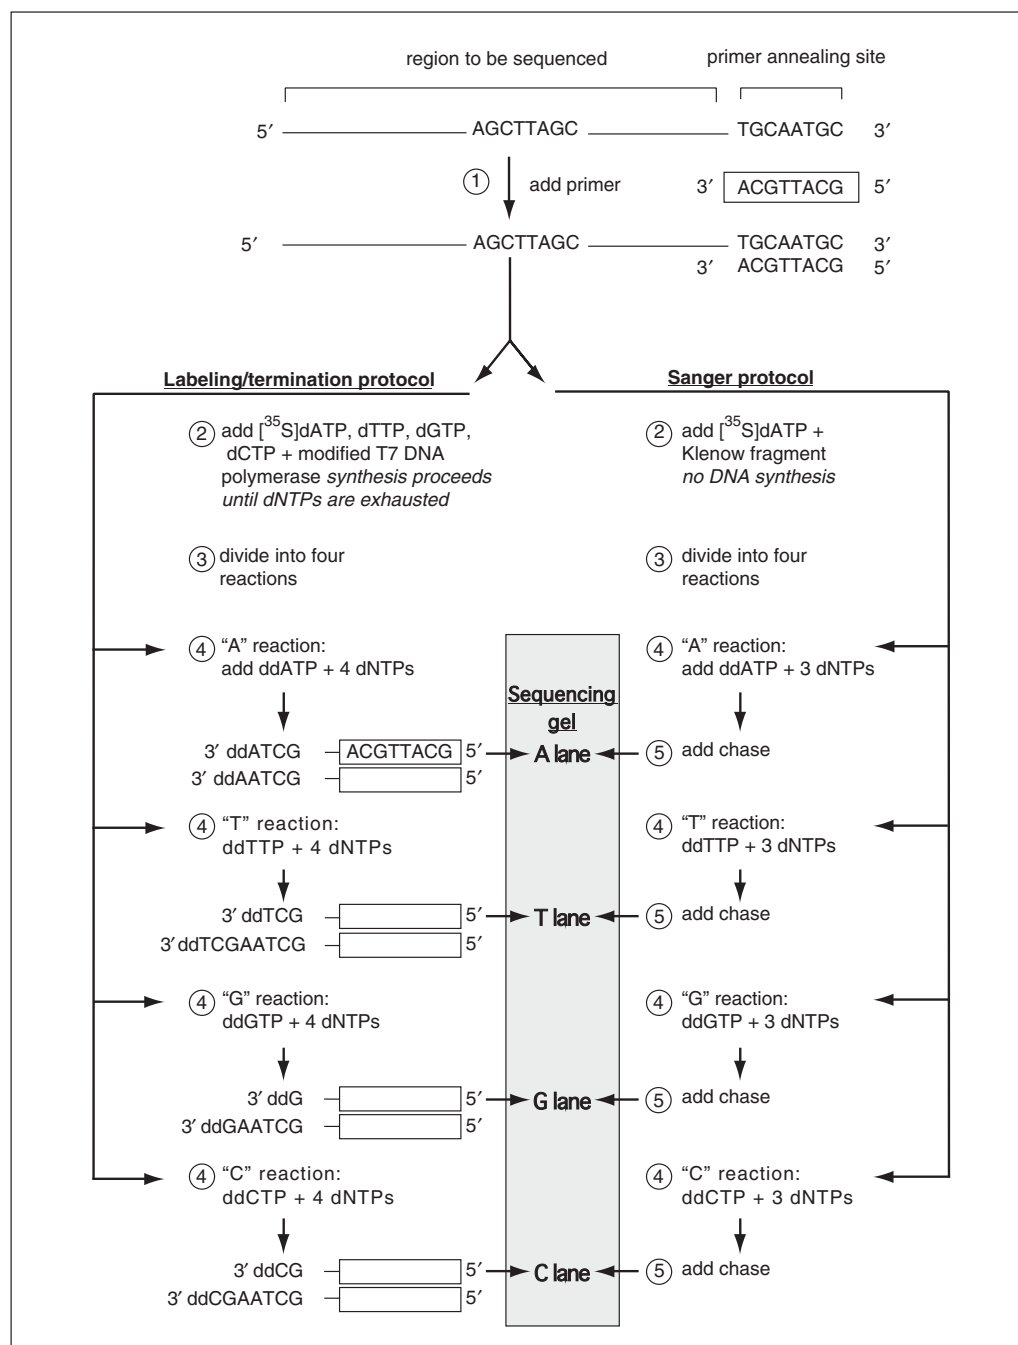 region to be sequenced
primer annealing site
5′ AGCTTAGC TGCAATGC 3′
1 add primer
3′ ACGTTACG 5′
5′ AGCTTAGC TGCAATGC 3′
3′ ACGTTACG 5′
Labeling/termination protocol
2 add [35S]dATP, dTTP, dGTP,
dCTP + modified T7 DNA
polymerase synthesis proceeds
until dNTPs are exhausted
3 divide into four
reactions
4 “A” reaction:
add ddATP + 4 dNTPs
3′ ddATCG ACGTTACG 5′
3′ ddAATCG 5′
4 “T” reaction:
ddTTP + 4 dNTPs
3′ ddTCG 5′
3′ ddTCGAATCG 5′
4 “G” reaction:
ddGTP + 4 dNTPs
3′ ddG 5′
3′ ddGAATCG 5′
4 “C” reaction:
ddCTP + 4 dNTPs
3′ ddCG 5′
3′ ddCGAATCG 5′
Sequencing
gel
A lane
T lane
G lane
C lane
Sanger protocol
2 add [35S]dATP +
Klenow fragment
no DNA synthesis
3 divide into four
reactions
4 “A” reaction:
add ddATP + 3 dNTPs
5 add chase
4 “T” reaction:
ddTTP + 3 dNTPs
5 add chase
4 “G” reaction:
ddGTP + 3 dNTPs
5 add chase
4 “C” reaction:
ddCTP + 3 dNTPs
5 add chase